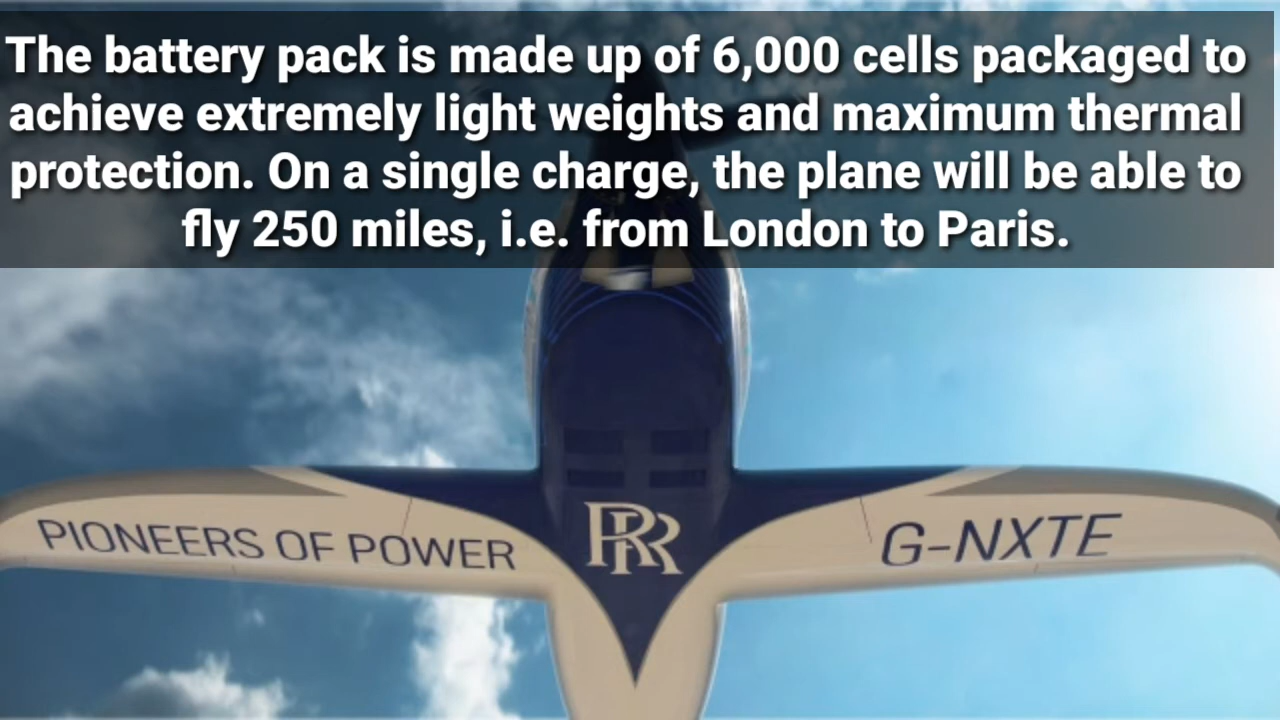 The battery pack is made up of 6,000 cells packaged to
achieve extremely light weights and maximum thermal
protection. On a single charge, the plane will be able to
fly 250 miles, i.e. from London to Paris.
PIONEERS OF POWER
RR
G-NXTE